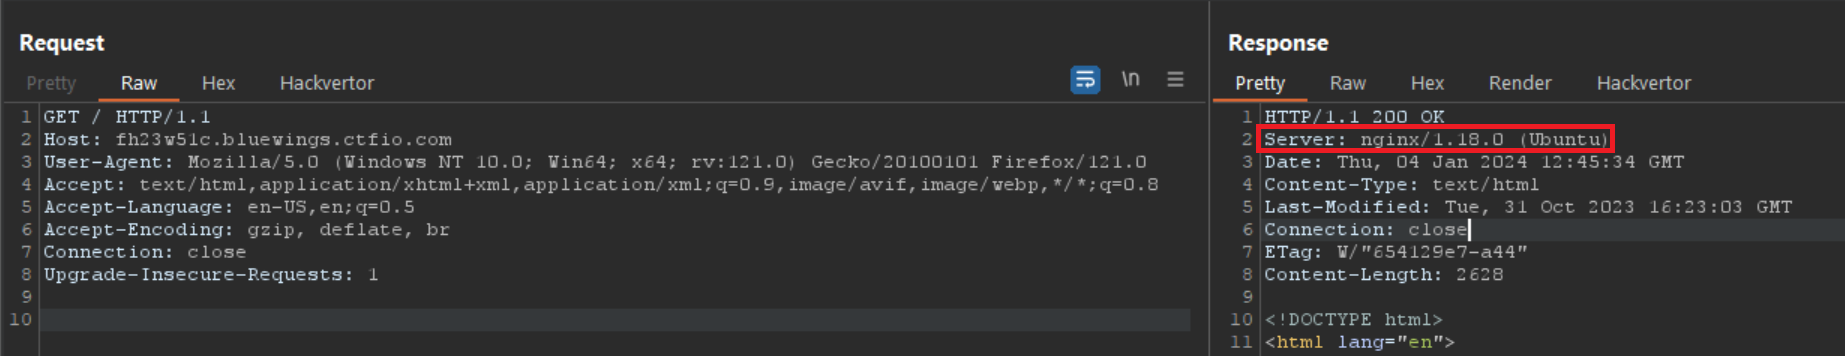 Request
Pretty Raw Hex Hackvertor \n
1 GET / HTTP/1.1
2 Host: fh23w51c.bluewings.ctfio.com
3 User-Agent: Mozilla/5.0 (Windows NT 10.0; Win64; x64; rv:121.0) Gecko/20100101 Firefox/121.0
4 Accept: text/html,application/xhtml+xml,application/xml;q=0.9,image/avif,image/webp,*/*;q=0.8
5 Accept-Language: en-US,en;q=0.5
6 Accept-Encoding: gzip, deflate, br
7 Connection: close
8 Upgrade-Insecure-Requests: 1
9
10
Response
Pretty Raw Hex Render Hackvertor
1 HTTP/1.1 200 OK
2 Server: nginx/1.18.0 (Ubuntu)
3 Date: Thu, 04 Jan 2024 12:45:34 GMT
4 Content-Type: text/html
5 Last-Modified: Tue, 31 Oct 2023 16:23:03 GMT
6 Connection: close
7 ETag: W/"654129e7-a44"
8 Content-Length: 2628
9
10 <!DOCTYPE html>
11 <html lang="en">